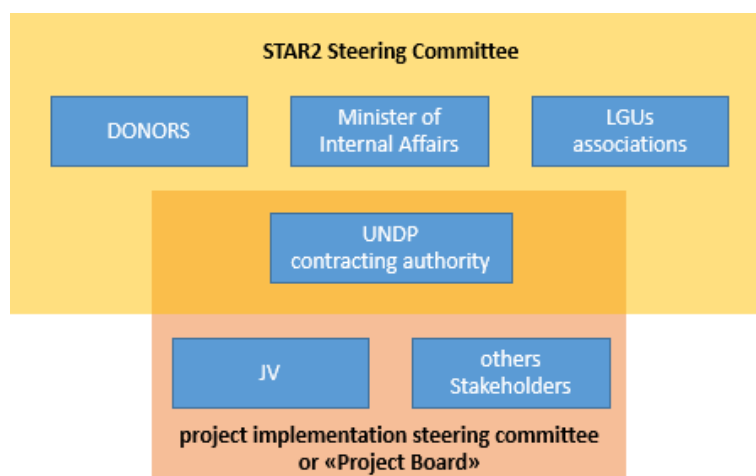 STAR2 Steering Committee
DONORS
Minister of
Internal Affairs
LGUs
associations
UNDP
contracting authority
JV
others
Stakeholders
project implementation steering committee
or «Project Board»